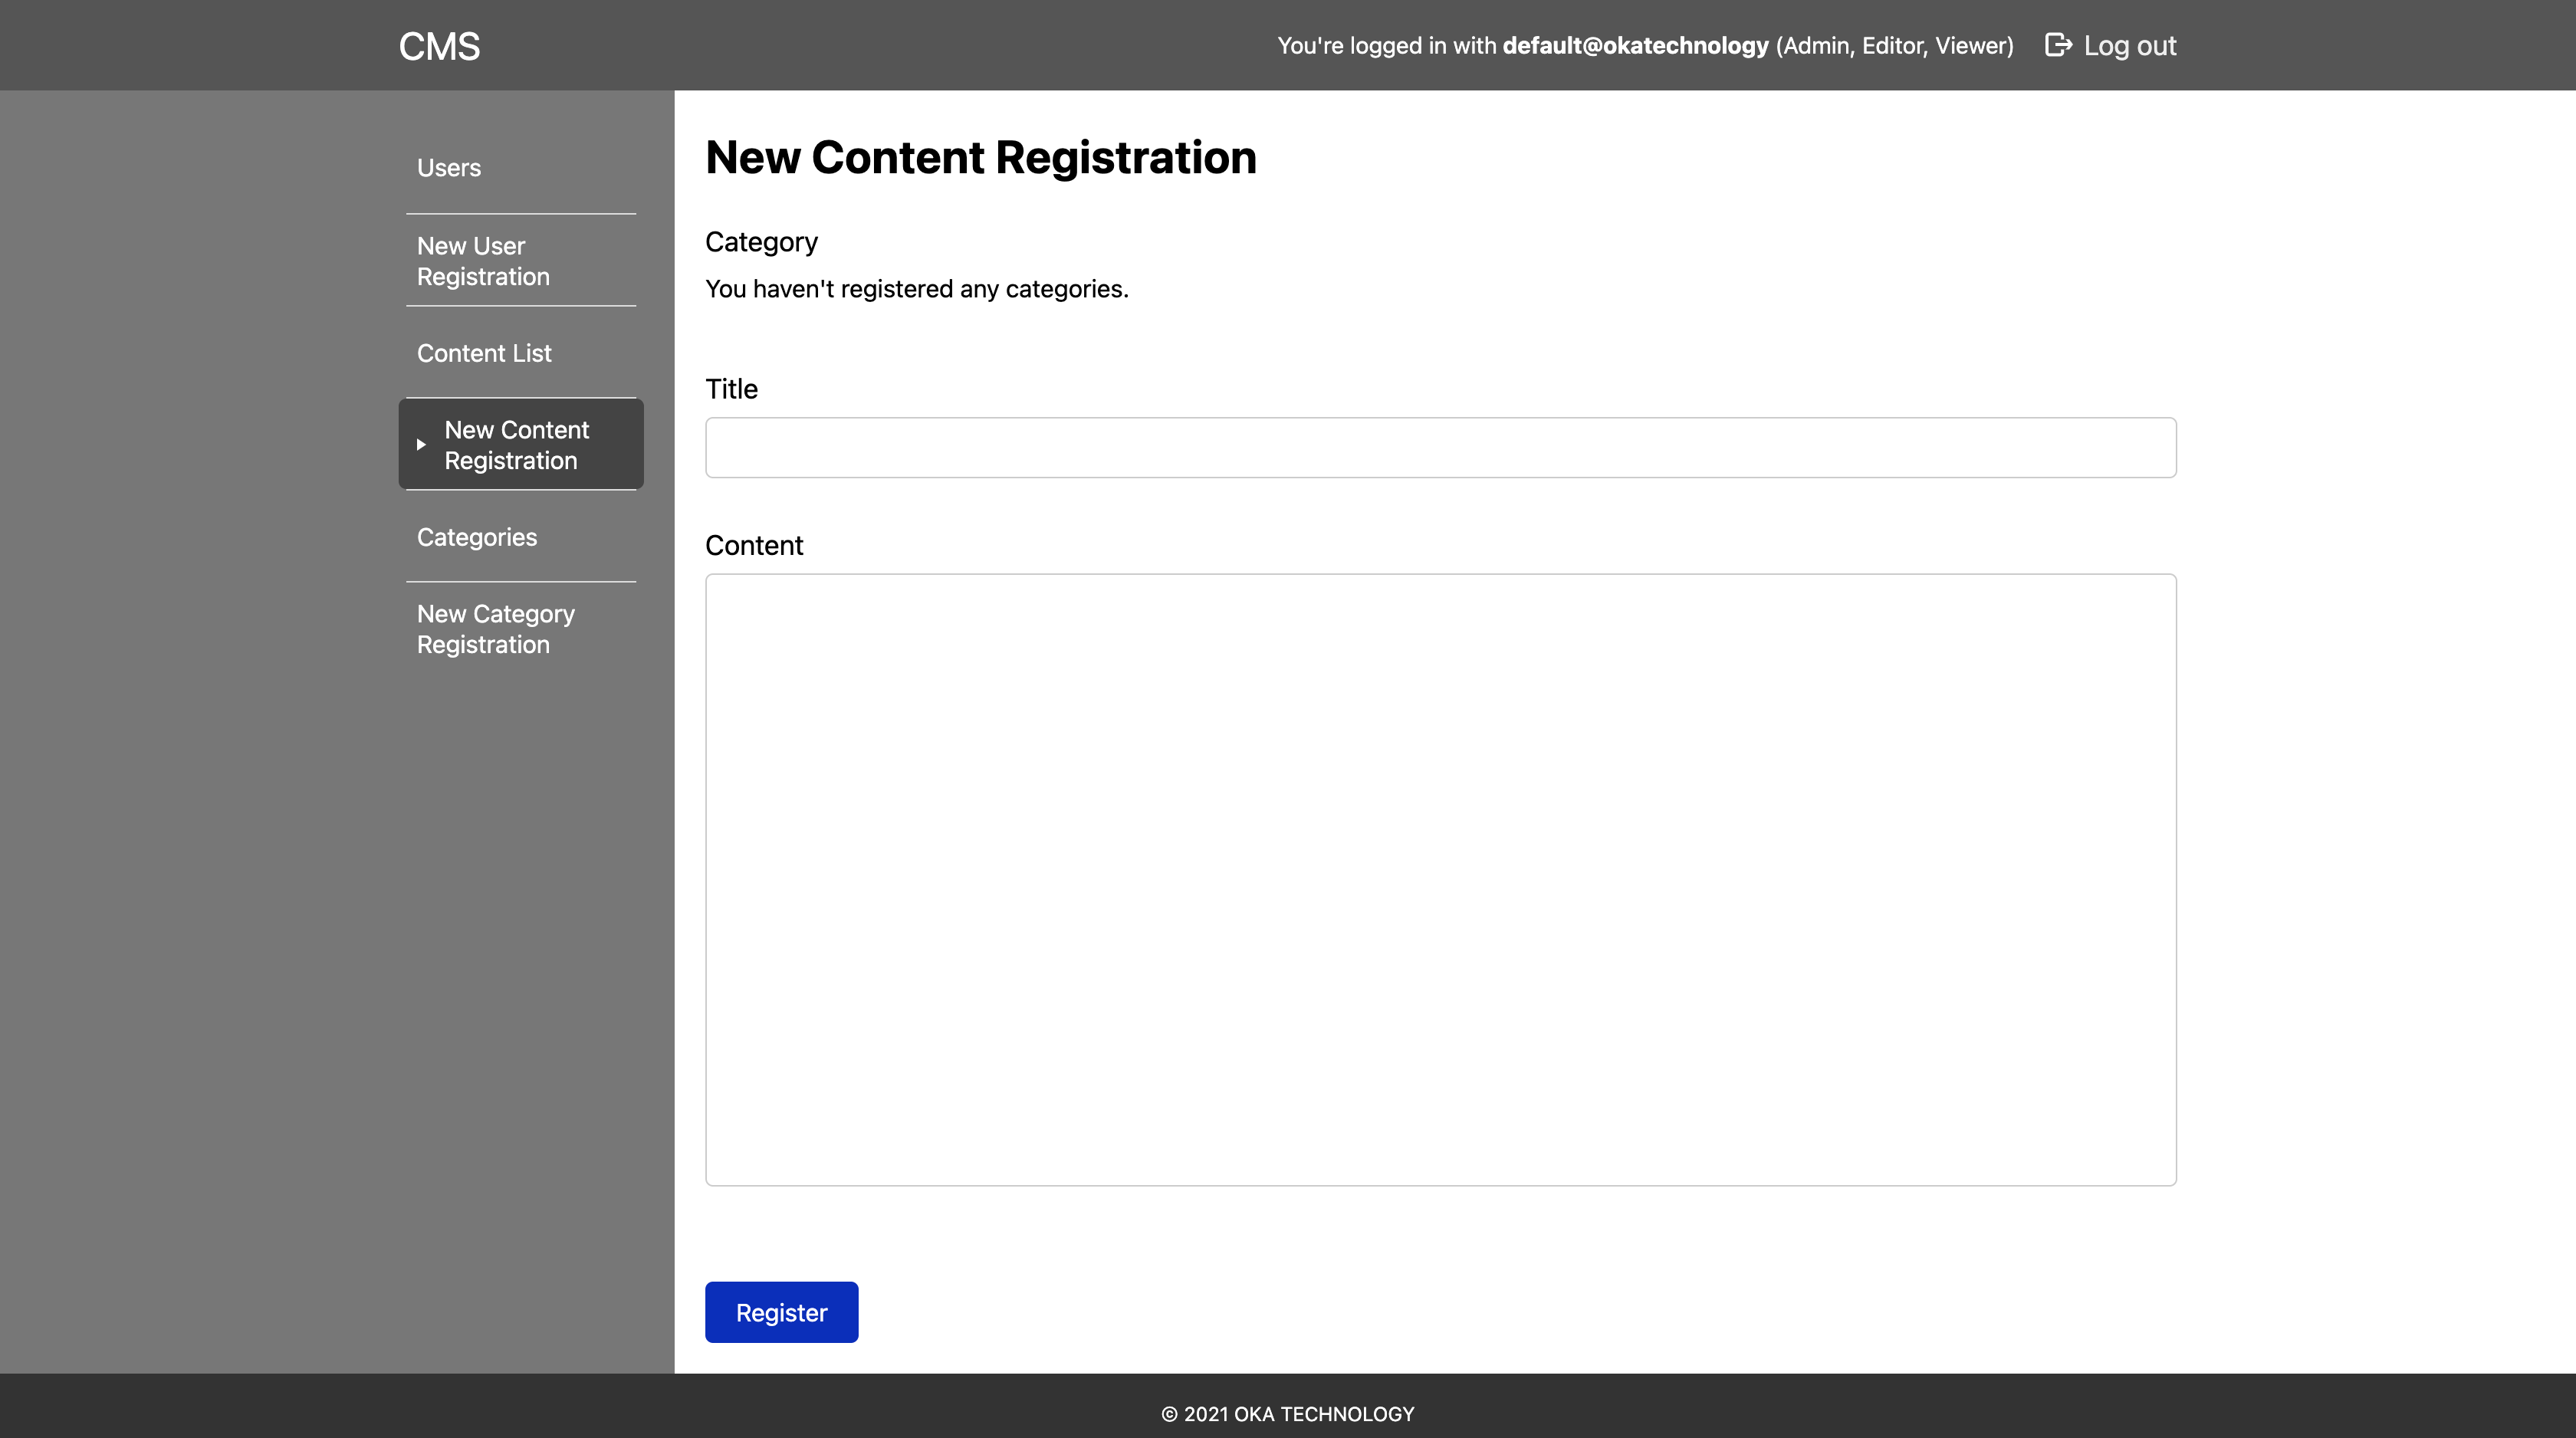 CMS
You're logged in with default@okatechnology (Admin, Editor, Viewer)
Log out
Users
New User
Registration
Content List
New Content
Registration
Categories
New Category
Registration
New Content Registration
Category
You haven't registered any categories.
Title
Content
Register
© 2021 OKA TECHNOLOGY